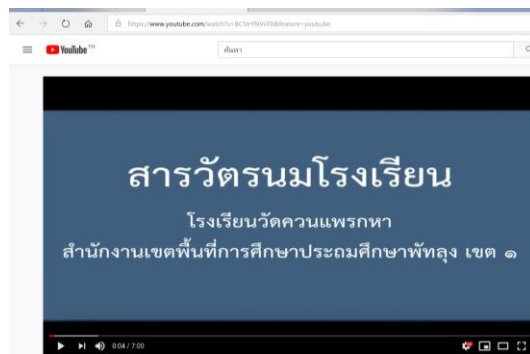 YouTube TH
ค้นหา
สารวัตรนมโรงเรียน
โรงเรียนวัดควนแพรกหา
สำนักงานเขตพื้นที่การศึกษาประถมศึกษาพัทลุง เขต ๑
0:04 / 7:00